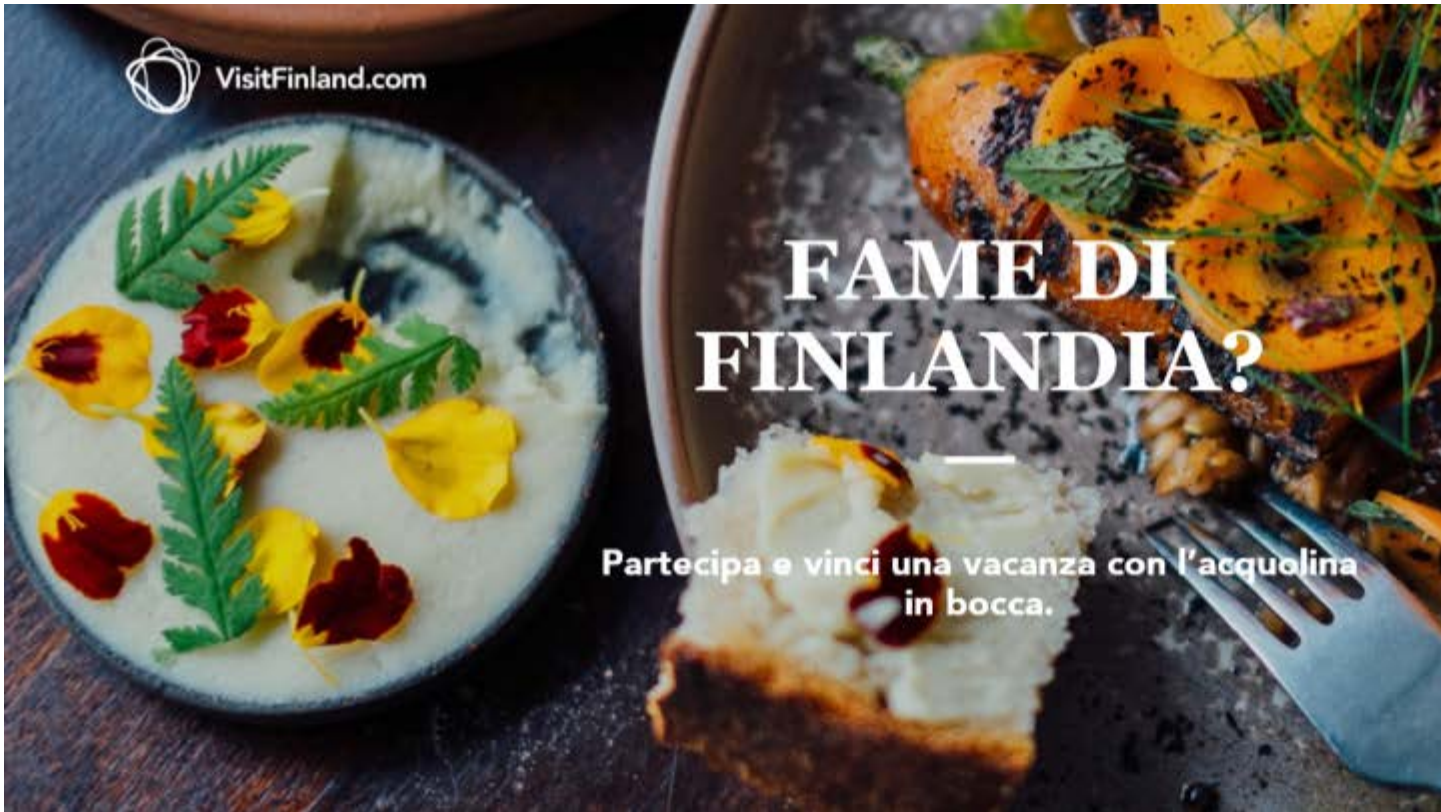 VisitFinland.com
FAME DI
FINLANDIA?
Partecipa e vinci una vacanza con l'acquolina
in bocca.